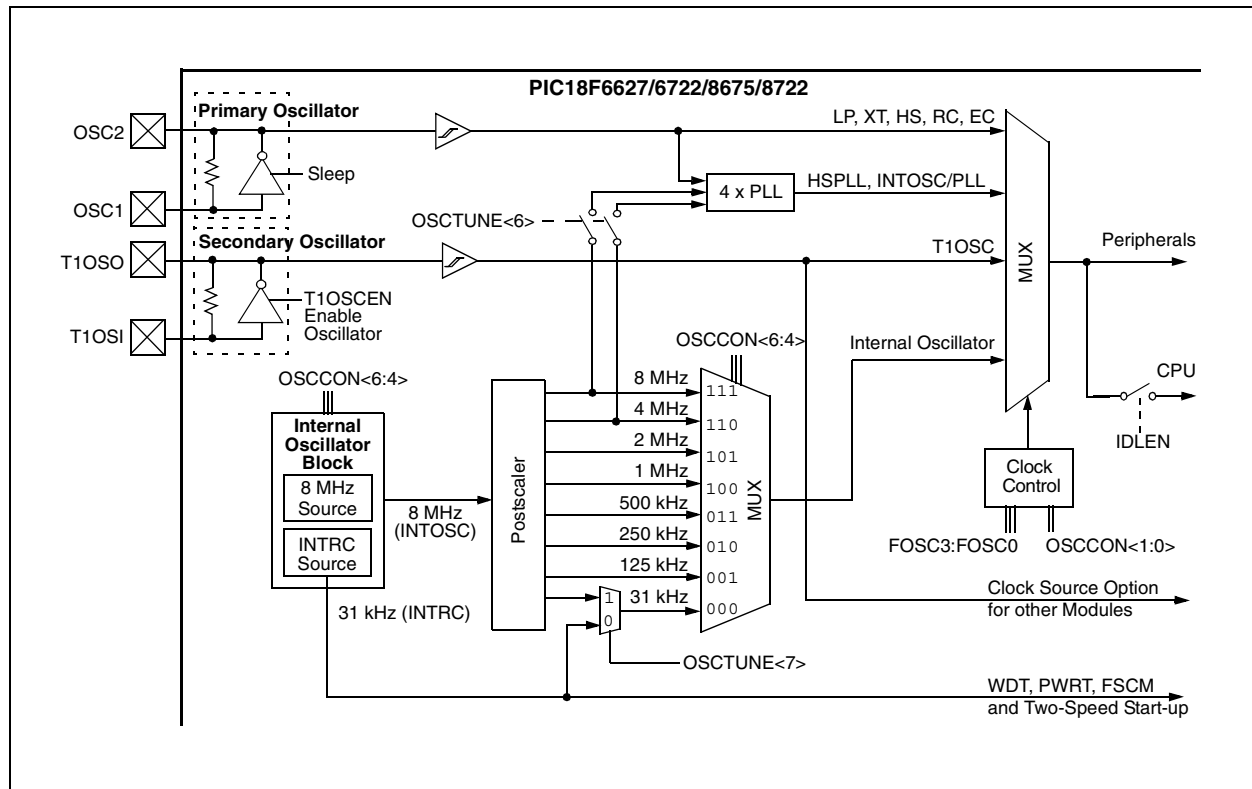 PIC18F6627/6722/8675/8722
Primary Oscillator
OSC2
Sleep
OSC1
LP, XT, HS, RC, EC
4 x PLL
HSPLL, INTOSC/PLL
OSCTUNE<6>
Secondary Oscillator
T1OSO
T1OSCEN
Enable
Oscillator
T1OSI
T1OSC
MUX
Peripherals
Internal Oscillator
CPU
IDLEN
Clock
Control
FOSC3:FOSC0
OSCCON<1:0>
OSCCON<6:4>
Internal
Oscillator
Block
8 MHz
Source
INTRC
Source
8 MHz
(INTOSC)
31 kHz (INTRC)
Postscaler
OSCCON<6:4>
8 MHz
111
4 MHz
110
2 MHz
101
1 MHz
100
500 kHz
011
250 kHz
010
125 kHz
001
1
0
31 kHz
000
MUX
OSCTUNE<7>
Clock Source Option
for other Modules
WDT, PWRT, FSCM
and Two-Speed Start-up